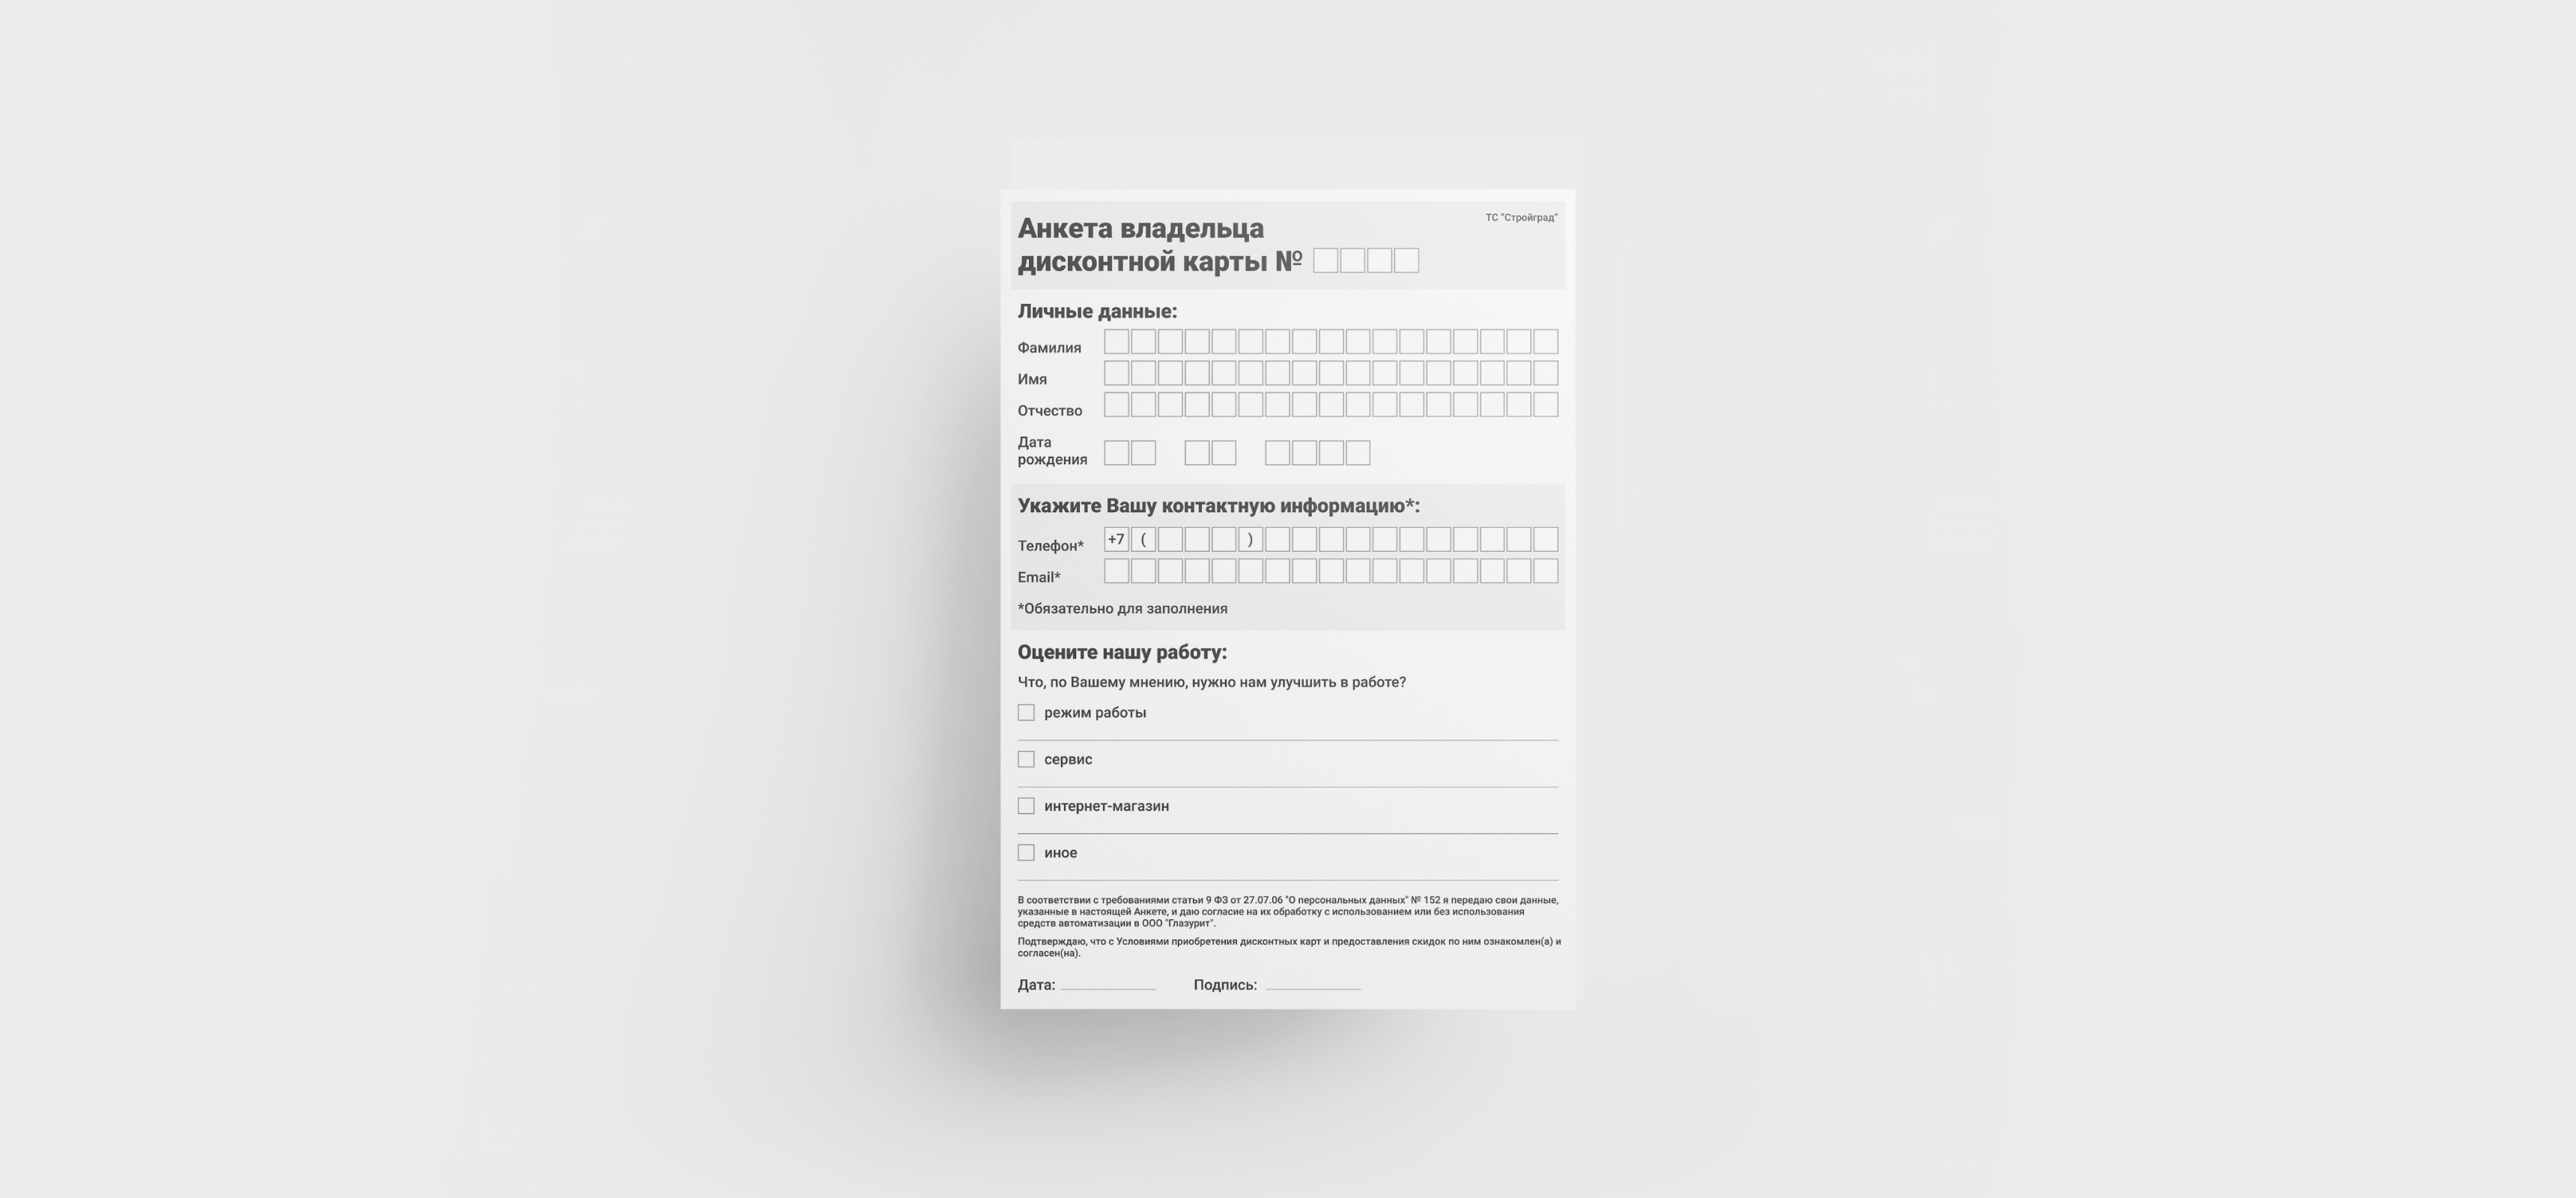 ТС "Стройград"
Анкета владельца
дисконтной карты №
Личные данные:
Фамилия
Имя
Отчество
Дата
рождения
Укажите Вашу контактную информацию*:
Телефон* +7 ( )
Email*
*Обязательно для заполнения
Оцените нашу работу:
Что, по Вашему мнению, нужно нам улучшить в работе?
режим работы
сервис
интернет-магазин
иное
В соответствии с требованиями статьи 9 ФЗ от 27.07.06 "О персональных данных" № 152 я передаю свои данные,
указанные в настоящей Анкете, и даю согласие на их обработку с использованием или без использования
средств автоматизации в ООО "Глазурит".
Подтверждаю, что с Условиями приобретения дисконтных карт и предоставления скидок по ним ознакомлен(а) и
согласен(на).
Дата: Подпись: